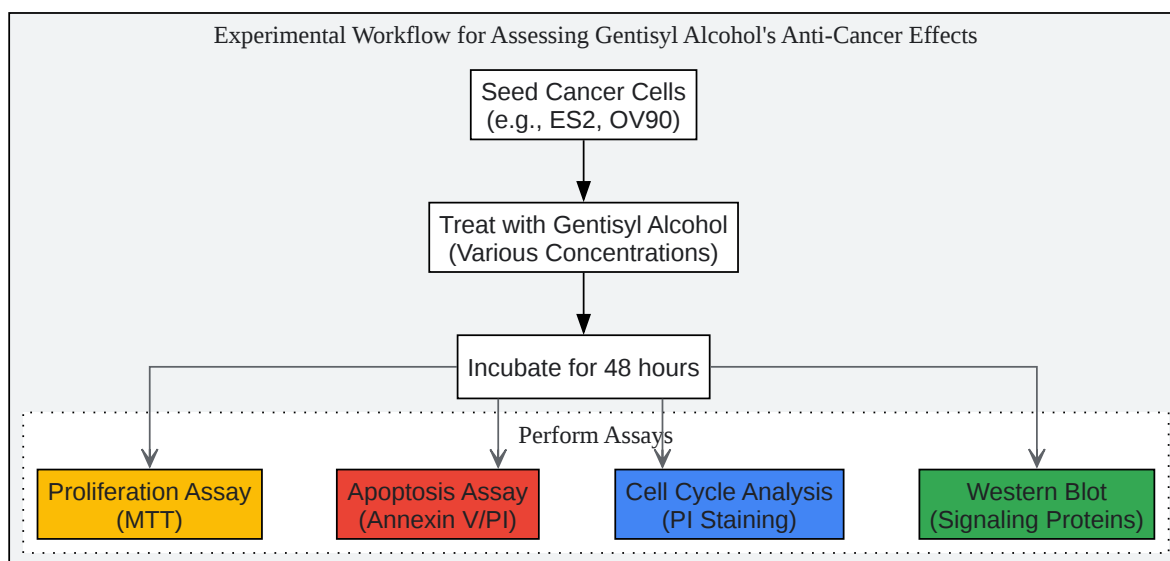 Experimental Workflow for Assessing Gentisyl Alcohol's Anti-Cancer Effects
Seed Cancer Cells
(e.g., ES2, OV90)
Treat with Gentisyl Alcohol
(Various Concentrations)
Incubate for 48 hours
Perform Assays
Proliferation Assay
(MTT)
Apoptosis Assay
(Annexin V/PI)
Cell Cycle Analysis
(PI Staining)
Western Blot
(Signaling Proteins)